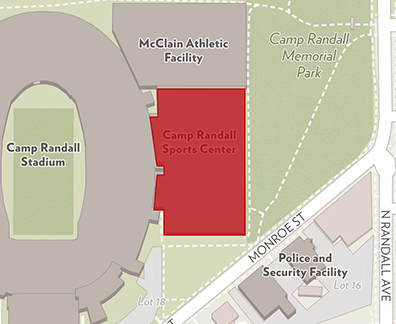 McClain Athletic
Facility
Camp Randall
Memorial
Park
Camp Randall
Sports Center
Camp Randall
Stadium
MONROE ST
N RANDALL AVE
Police and
Security Facility
Lot 16
Lot 18
ST